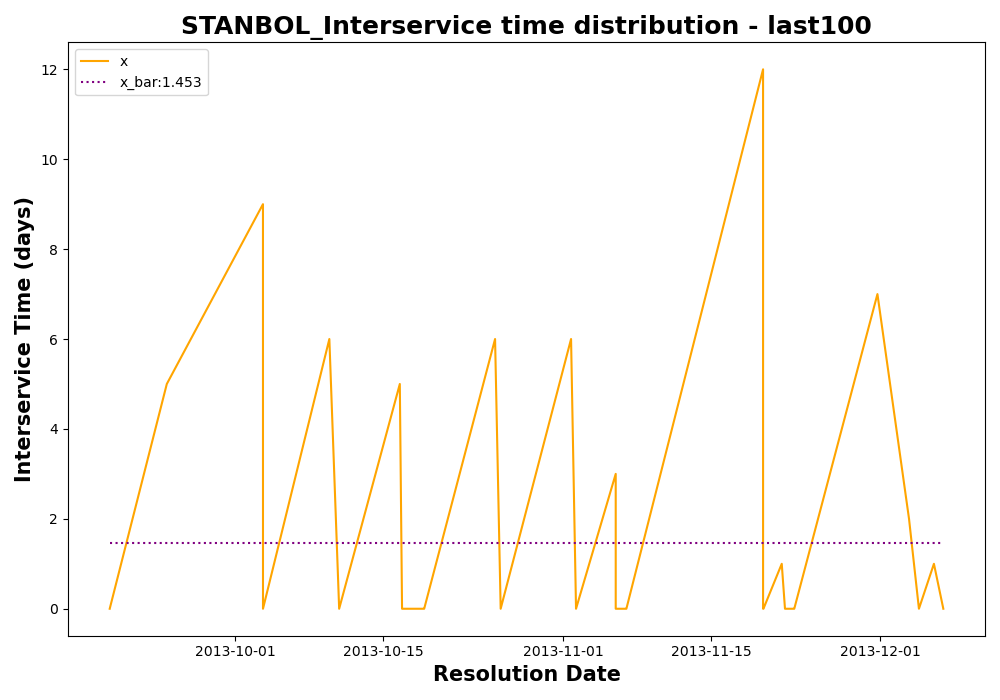 STANBOL_Interservice time distribution - last100
x
x_bar:1.453
Interservice Time (days)
12
10
8
6
4
2
0
2013-10-01
2013-10-15
2013-11-01
2013-11-15
2013-12-01
Resolution Date